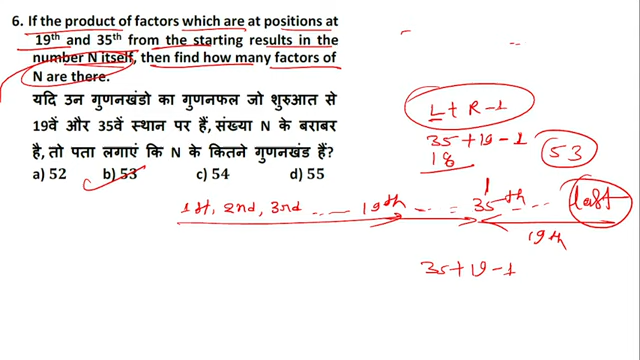 6. If the product of factors which are at positions at
19th and 35th from the starting results in the
number N itself, then find how many factors of
N are there.
यदि उन गुणनखंडो का गुणनफल जो शुरुआत से
19वें और 35वें स्थान पर हैं, संख्या N के बराबर
है, तो पता लगाएं कि N के कितने गुणनखंड हैं?
a) 52 b) 53 c) 54 d) 55
L + R - 1
35 + 19 - 1
18
53
1st, 2nd, 3rd ... — 19th ... = 35th ... last
19th
35 + 19 - 1